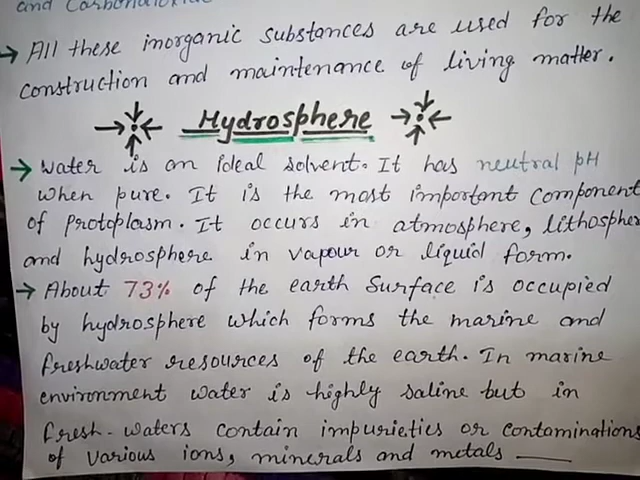 and Carbondioxide
→ All these inorganic substances are used for the
construction and maintenance of living matter.
Hydrosphere
→ Water is an ideal solvent. It has neutral pH
when pure. It is the most important component
of protoplasm. It occurs in atmosphere, lithospher
and hydrosphere in vapour or liquid form.
→ About 73% of the earth surface is occupied
by hydrosphere which forms the marine and
freshwater resources of the earth. In marine
environment water is highly saline but in
fresh-waters contain impurieties or contaminations
of various ions, minerals and metals